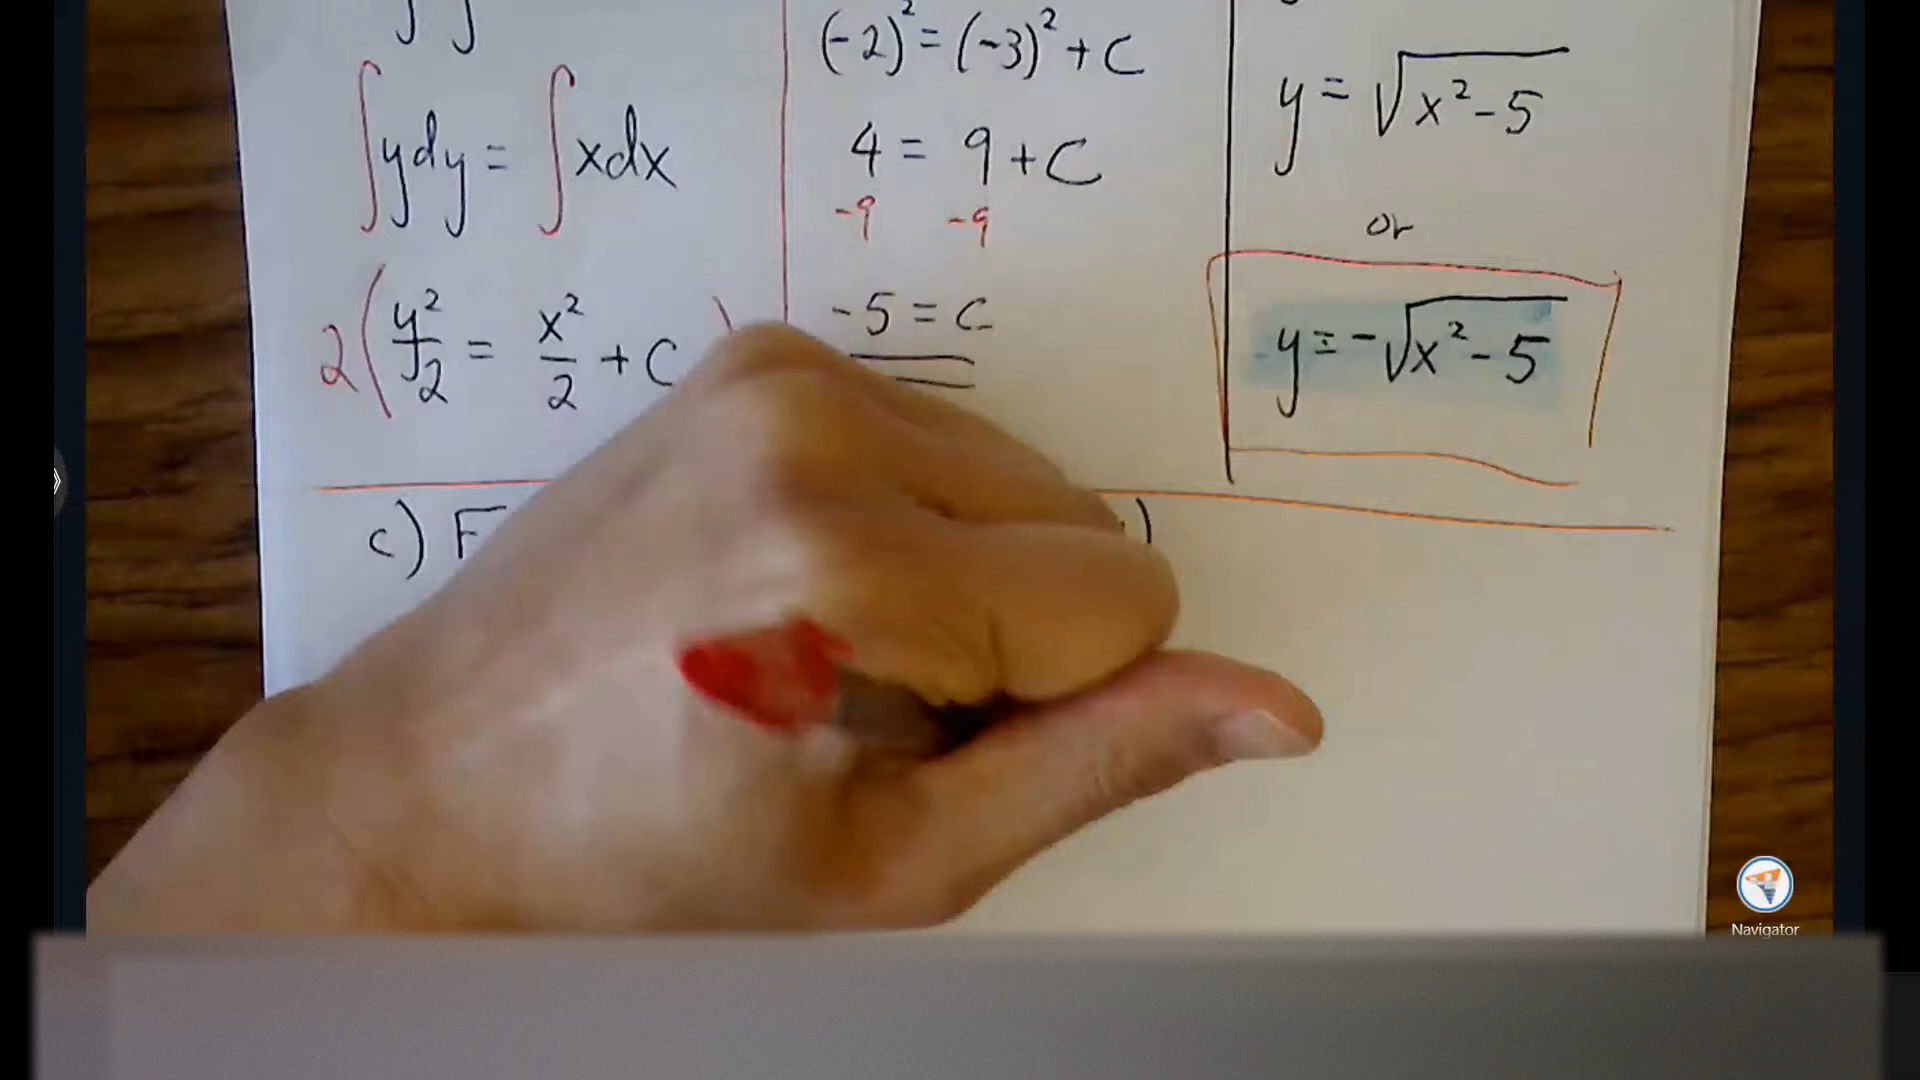 ∫ydy = ∫xdx
2(y²/2 = x²/2 + C)
(-2)² = (-3)² + C
4 = 9 + C
-9 -9
-5 = C
y = √x²-5
or
y = -√x²-5
c) F
Navigator